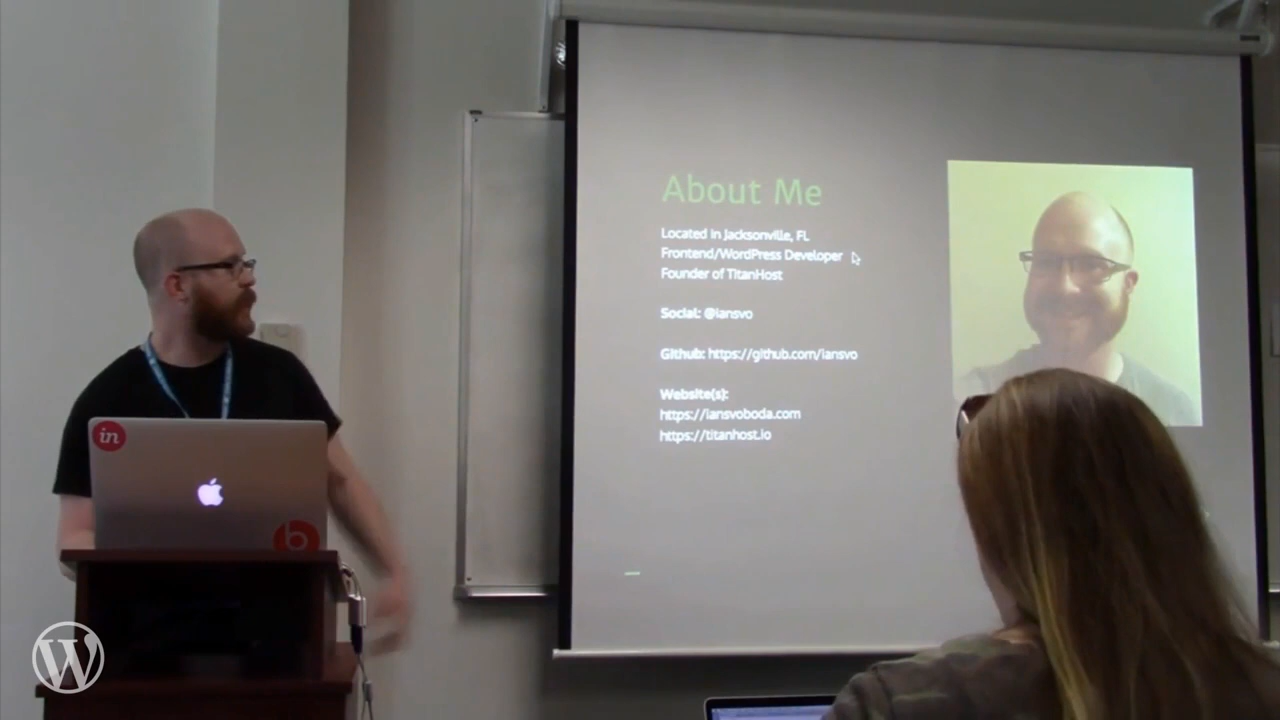 About Me
Located in Jacksonville, FL
Frontend/WordPress Developer
Founder of TitanHost
Social: @iansvo
Github: https://github.com/iansvo
Website(s):
https://iansvoboda.com
https://titanhost.io
in
b
W